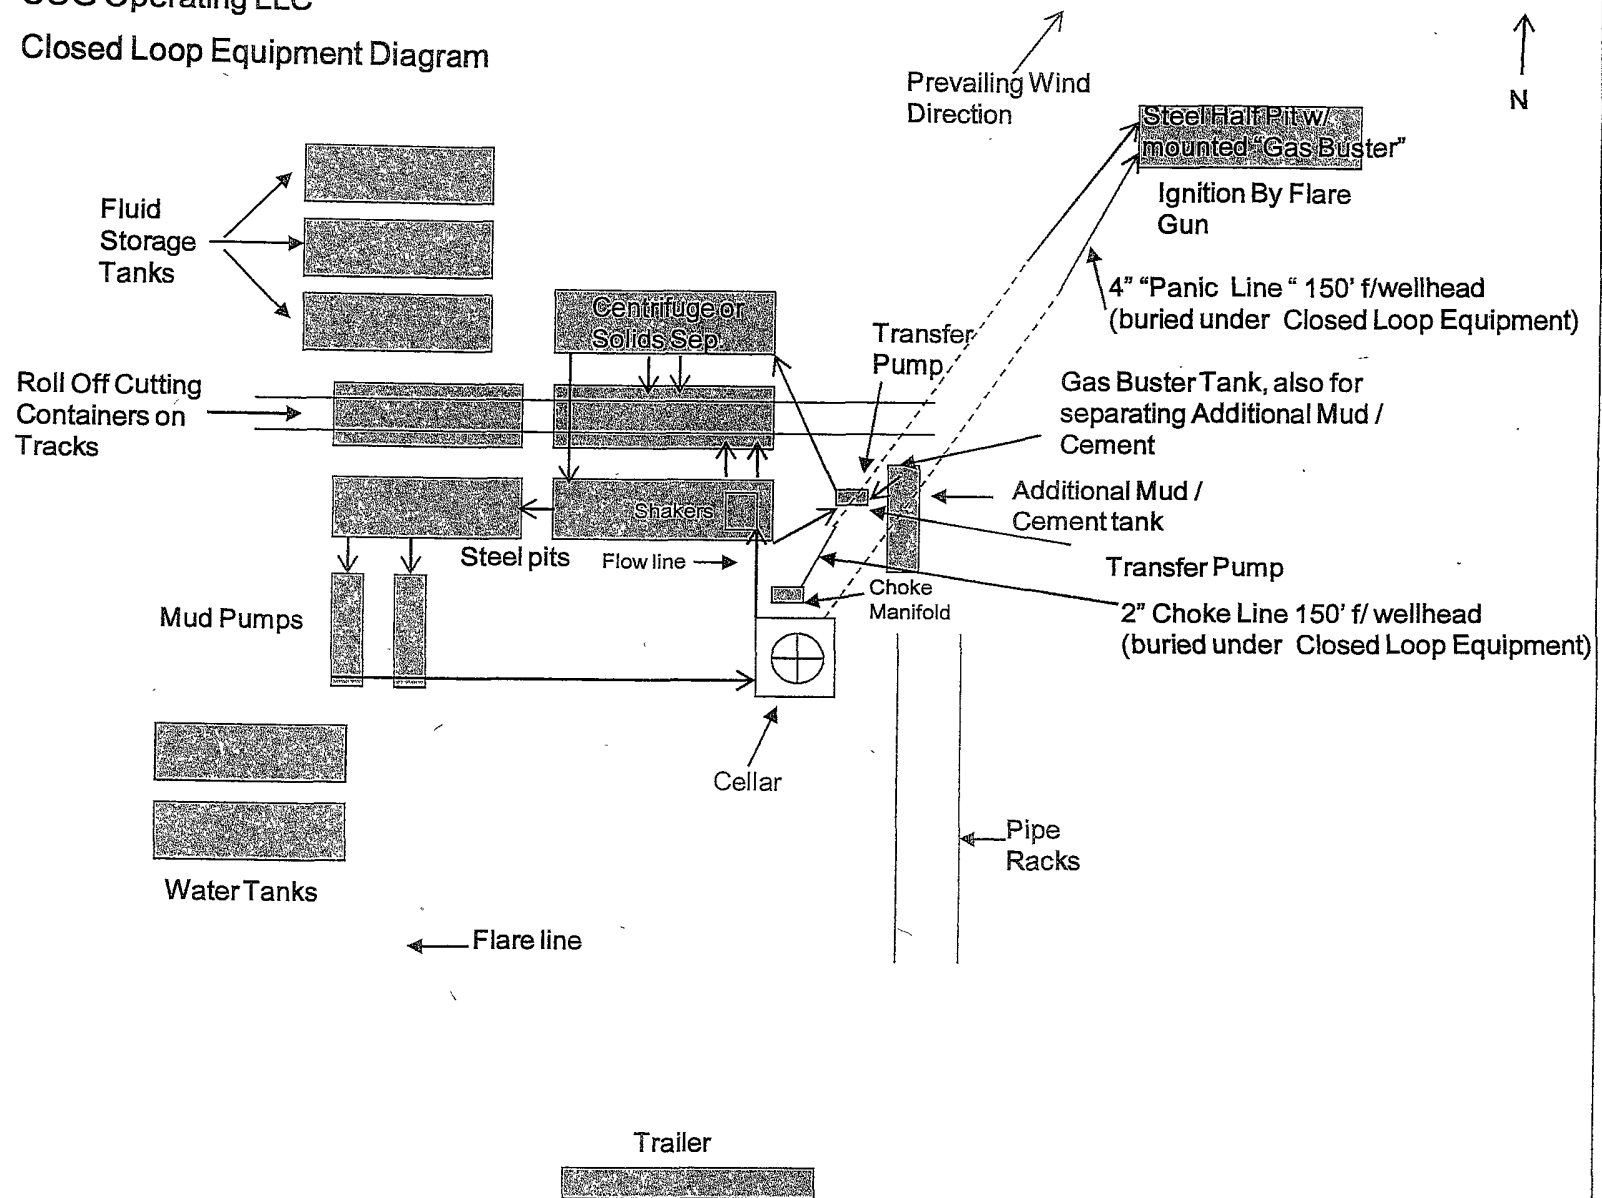 Operating LLC
Closed Loop Equipment Diagram
Prevailing Wind
Direction
N
Steel Half Pit w/
mounted “Gas Buster”
Ignition By Flare
Gun
Fluid
Storage
Tanks
4” “Panic Line “ 150’ f/wellhead
(buried under Closed Loop Equipment)
Centrifuge or
Solids Sep.
Transfer
Pump
Roll Off Cutting
Containers on
Tracks
Gas Buster Tank, also for
separating Additional Mud /
Cement
Additional Mud /
Cement tank
Shakers
Steel pits
Flow line
Transfer Pump
Choke
Manifold
2” Choke Line 150’ f/ wellhead
(buried under Closed Loop Equipment)
Mud Pumps
Cellar
Pipe
Racks
Water Tanks
Flare line
Trailer